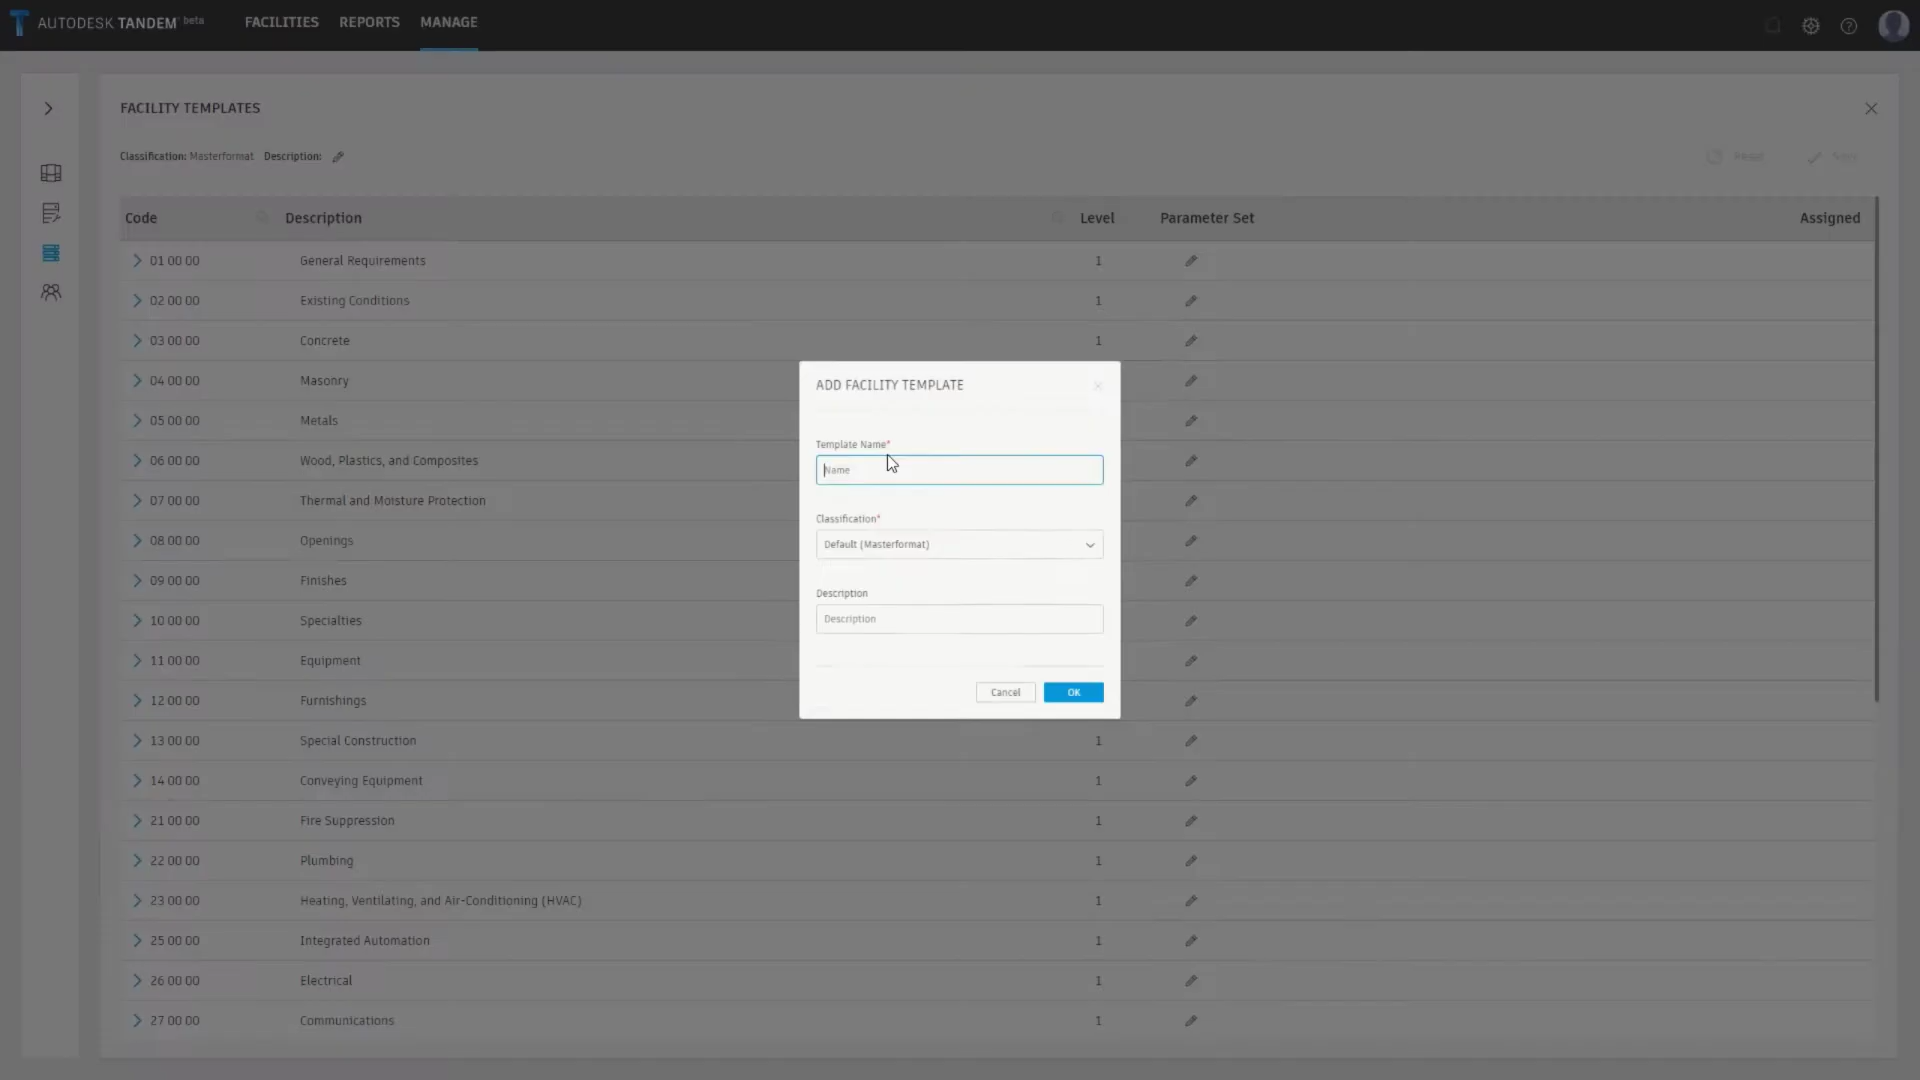 AUTODESK TANDEM beta FACILITIES REPORTS MANAGE
FACILITY TEMPLATES
Classification: Masterformat Description:
Reset Save
Code Description Level Parameter Set Assigned
01 00 00 General Requirements 1
02 00 00 Existing Conditions 1
03 00 00 Concrete 1
04 00 00 Masonry
05 00 00 Metals
06 00 00 Wood, Plastics, and Composites
07 00 00 Thermal and Moisture Protection
08 00 00 Openings
09 00 00 Finishes
10 00 00 Specialties
11 00 00 Equipment
12 00 00 Furnishings
13 00 00 Special Construction 1
14 00 00 Conveying Equipment 1
21 00 00 Fire Suppression 1
22 00 00 Plumbing 1
23 00 00 Heating, Ventilating, and Air-Conditioning (HVAC) 1
25 00 00 Integrated Automation 1
26 00 00 Electrical 1
27 00 00 Communications 1
ADD FACILITY TEMPLATE
Template Name*
Name
Classification*
Default (Masterformat)
Description
Description
Cancel OK